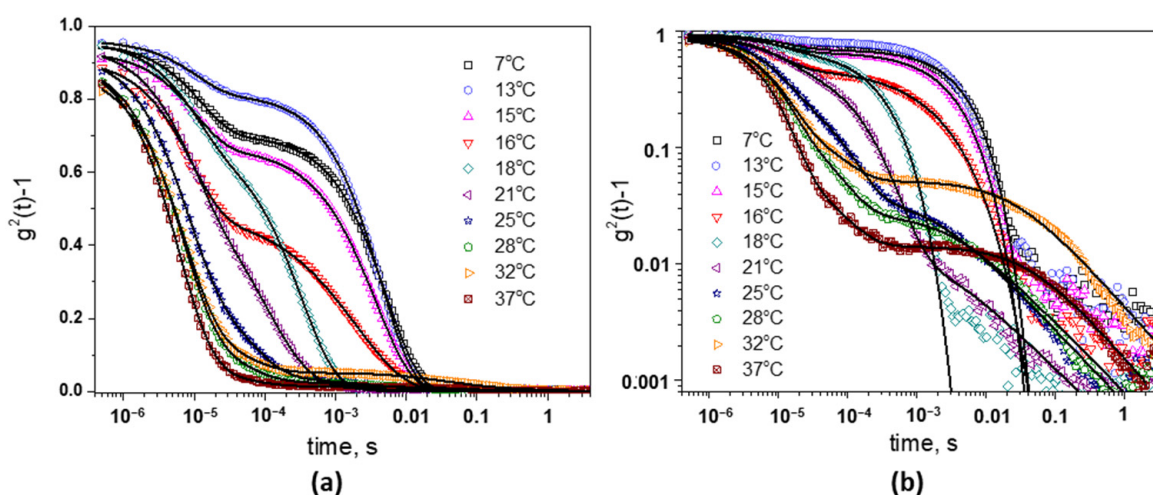 g²(t)-1
1.0
0.8
0.6
0.4
0.2
0.0
7°C
13°C
15°C
16°C
18°C
21°C
25°C
28°C
32°C
37°C
10⁻⁶
10⁻⁵
10⁻⁴
10⁻³
0.01
0.1
1
time, s
(a)
g²(t)-1
1
0.1
0.01
0.001
7°C
13°C
15°C
16°C
18°C
21°C
25°C
28°C
32°C
37°C
10⁻⁶
10⁻⁵
10⁻⁴
10⁻³
0.01
0.1
1
time, s
(b)